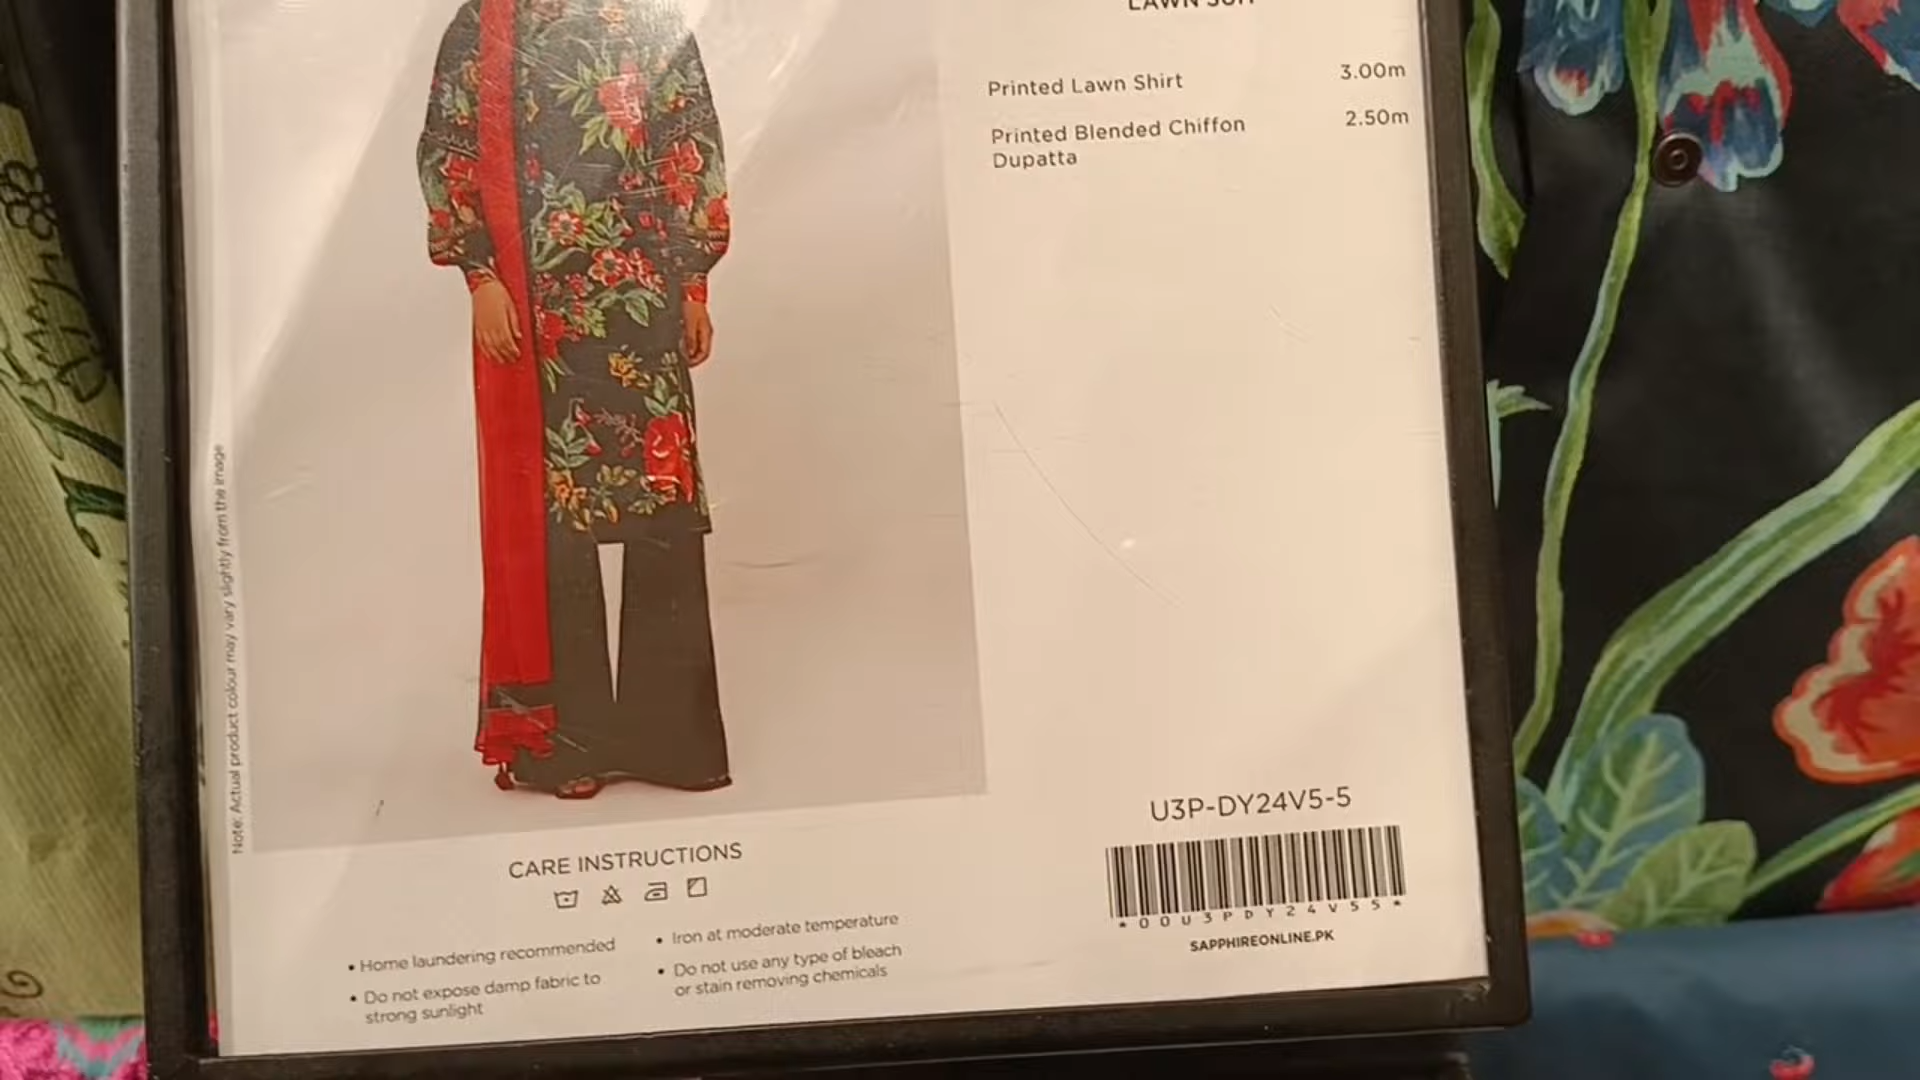 LAWN SUIT
Printed Lawn Shirt 3.00m
Printed Blended Chiffon 2.50m
Dupatta
Note: Actual product colour may vary slightly from the image
U3P-DY24V5-5
*00U3PDY24V55*
SAPPHIREONLINE.PK
CARE INSTRUCTIONS
• Home laundering recommended
• Do not expose damp fabric to
strong sunlight
• Iron at moderate temperature
• Do not use any type of bleach
or stain removing chemicals